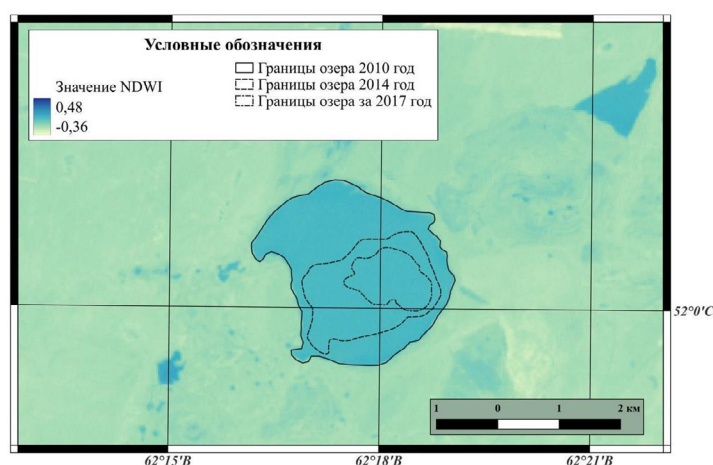 Условные обозначения
Значение NDWI
0,48
-0,36
Границы озера 2010 год
Границы озера 2014 год
Границы озера за 2017 год
52°0'С
1 0 1 2 км
62°15'В 62°18'В 62°21'В